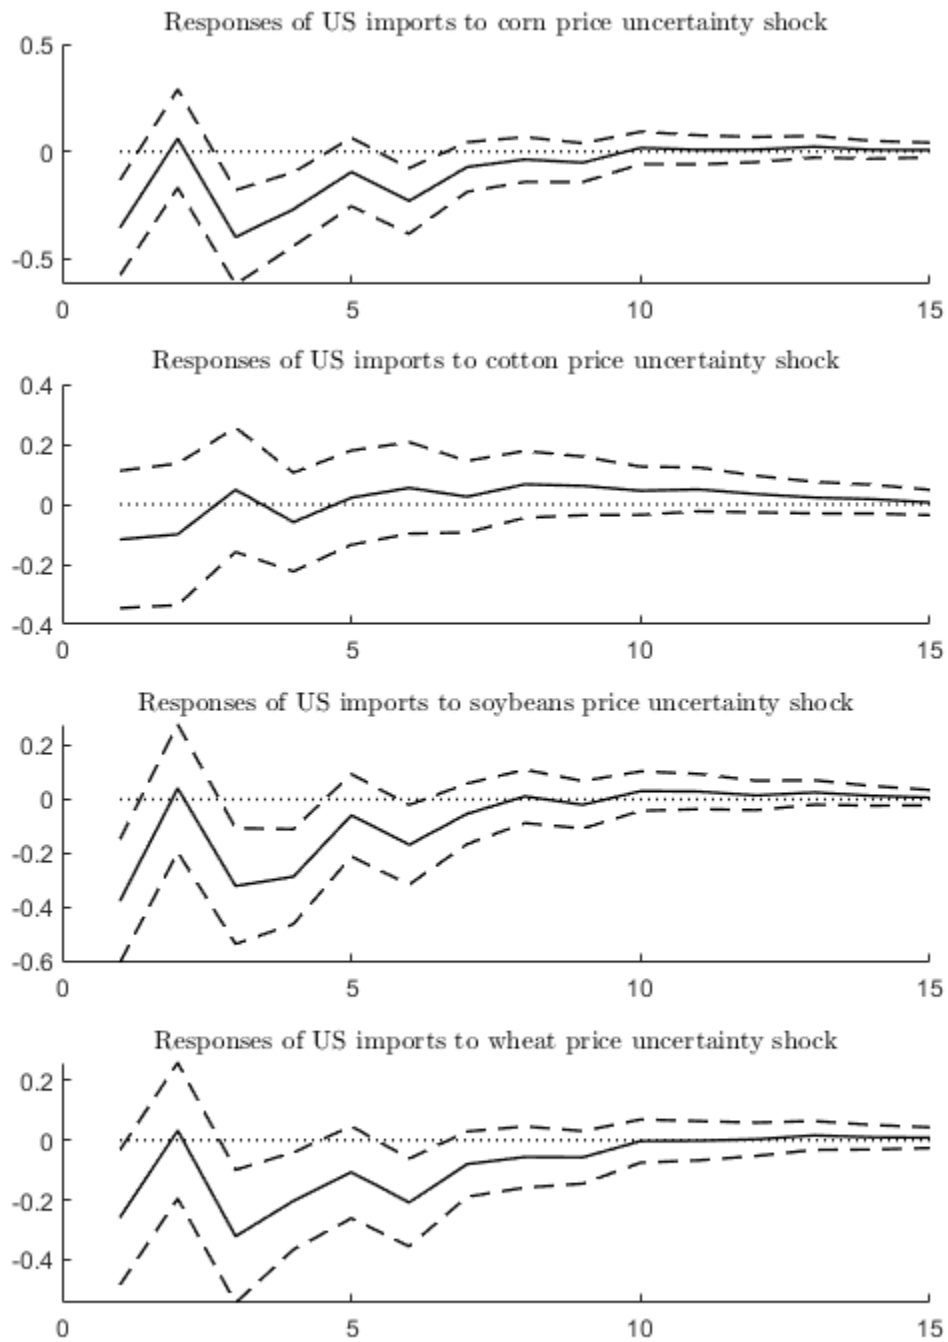 Responses of US imports to corn price uncertainty shock
0.5
0
-0.5
0 5 10 15
Responses of US imports to cotton price uncertainty shock
0.4
0.2
0
-0.2
-0.4
0 5 10 15
Responses of US imports to soybeans price uncertainty shock
0.2
0
-0.2
-0.4
-0.6
0 5 10 15
Responses of US imports to wheat price uncertainty shock
0.2
0
-0.2
-0.4
0 5 10 15